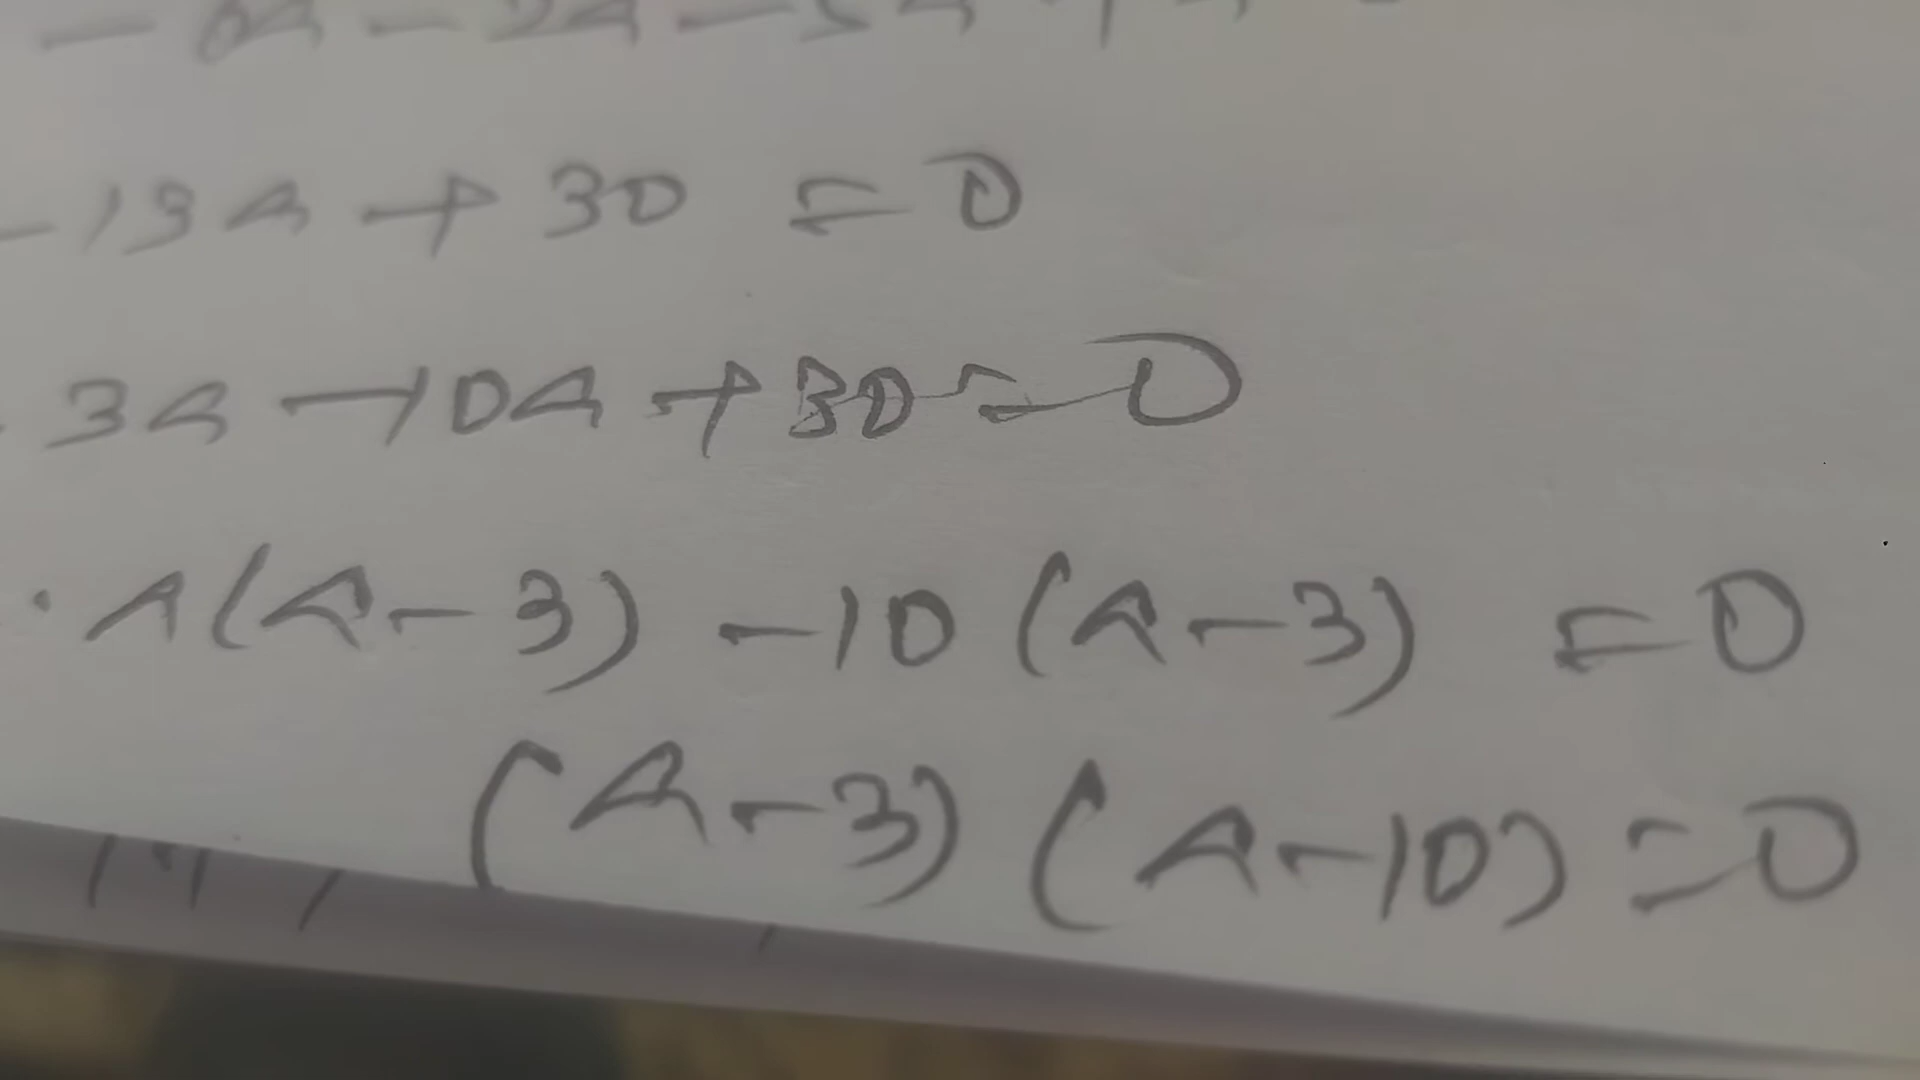 -13A + 30 = 0
3A - 10A + 30 = 0
A(A-3) -10 (A-3) = 0
(A-3) (A-10) = 0